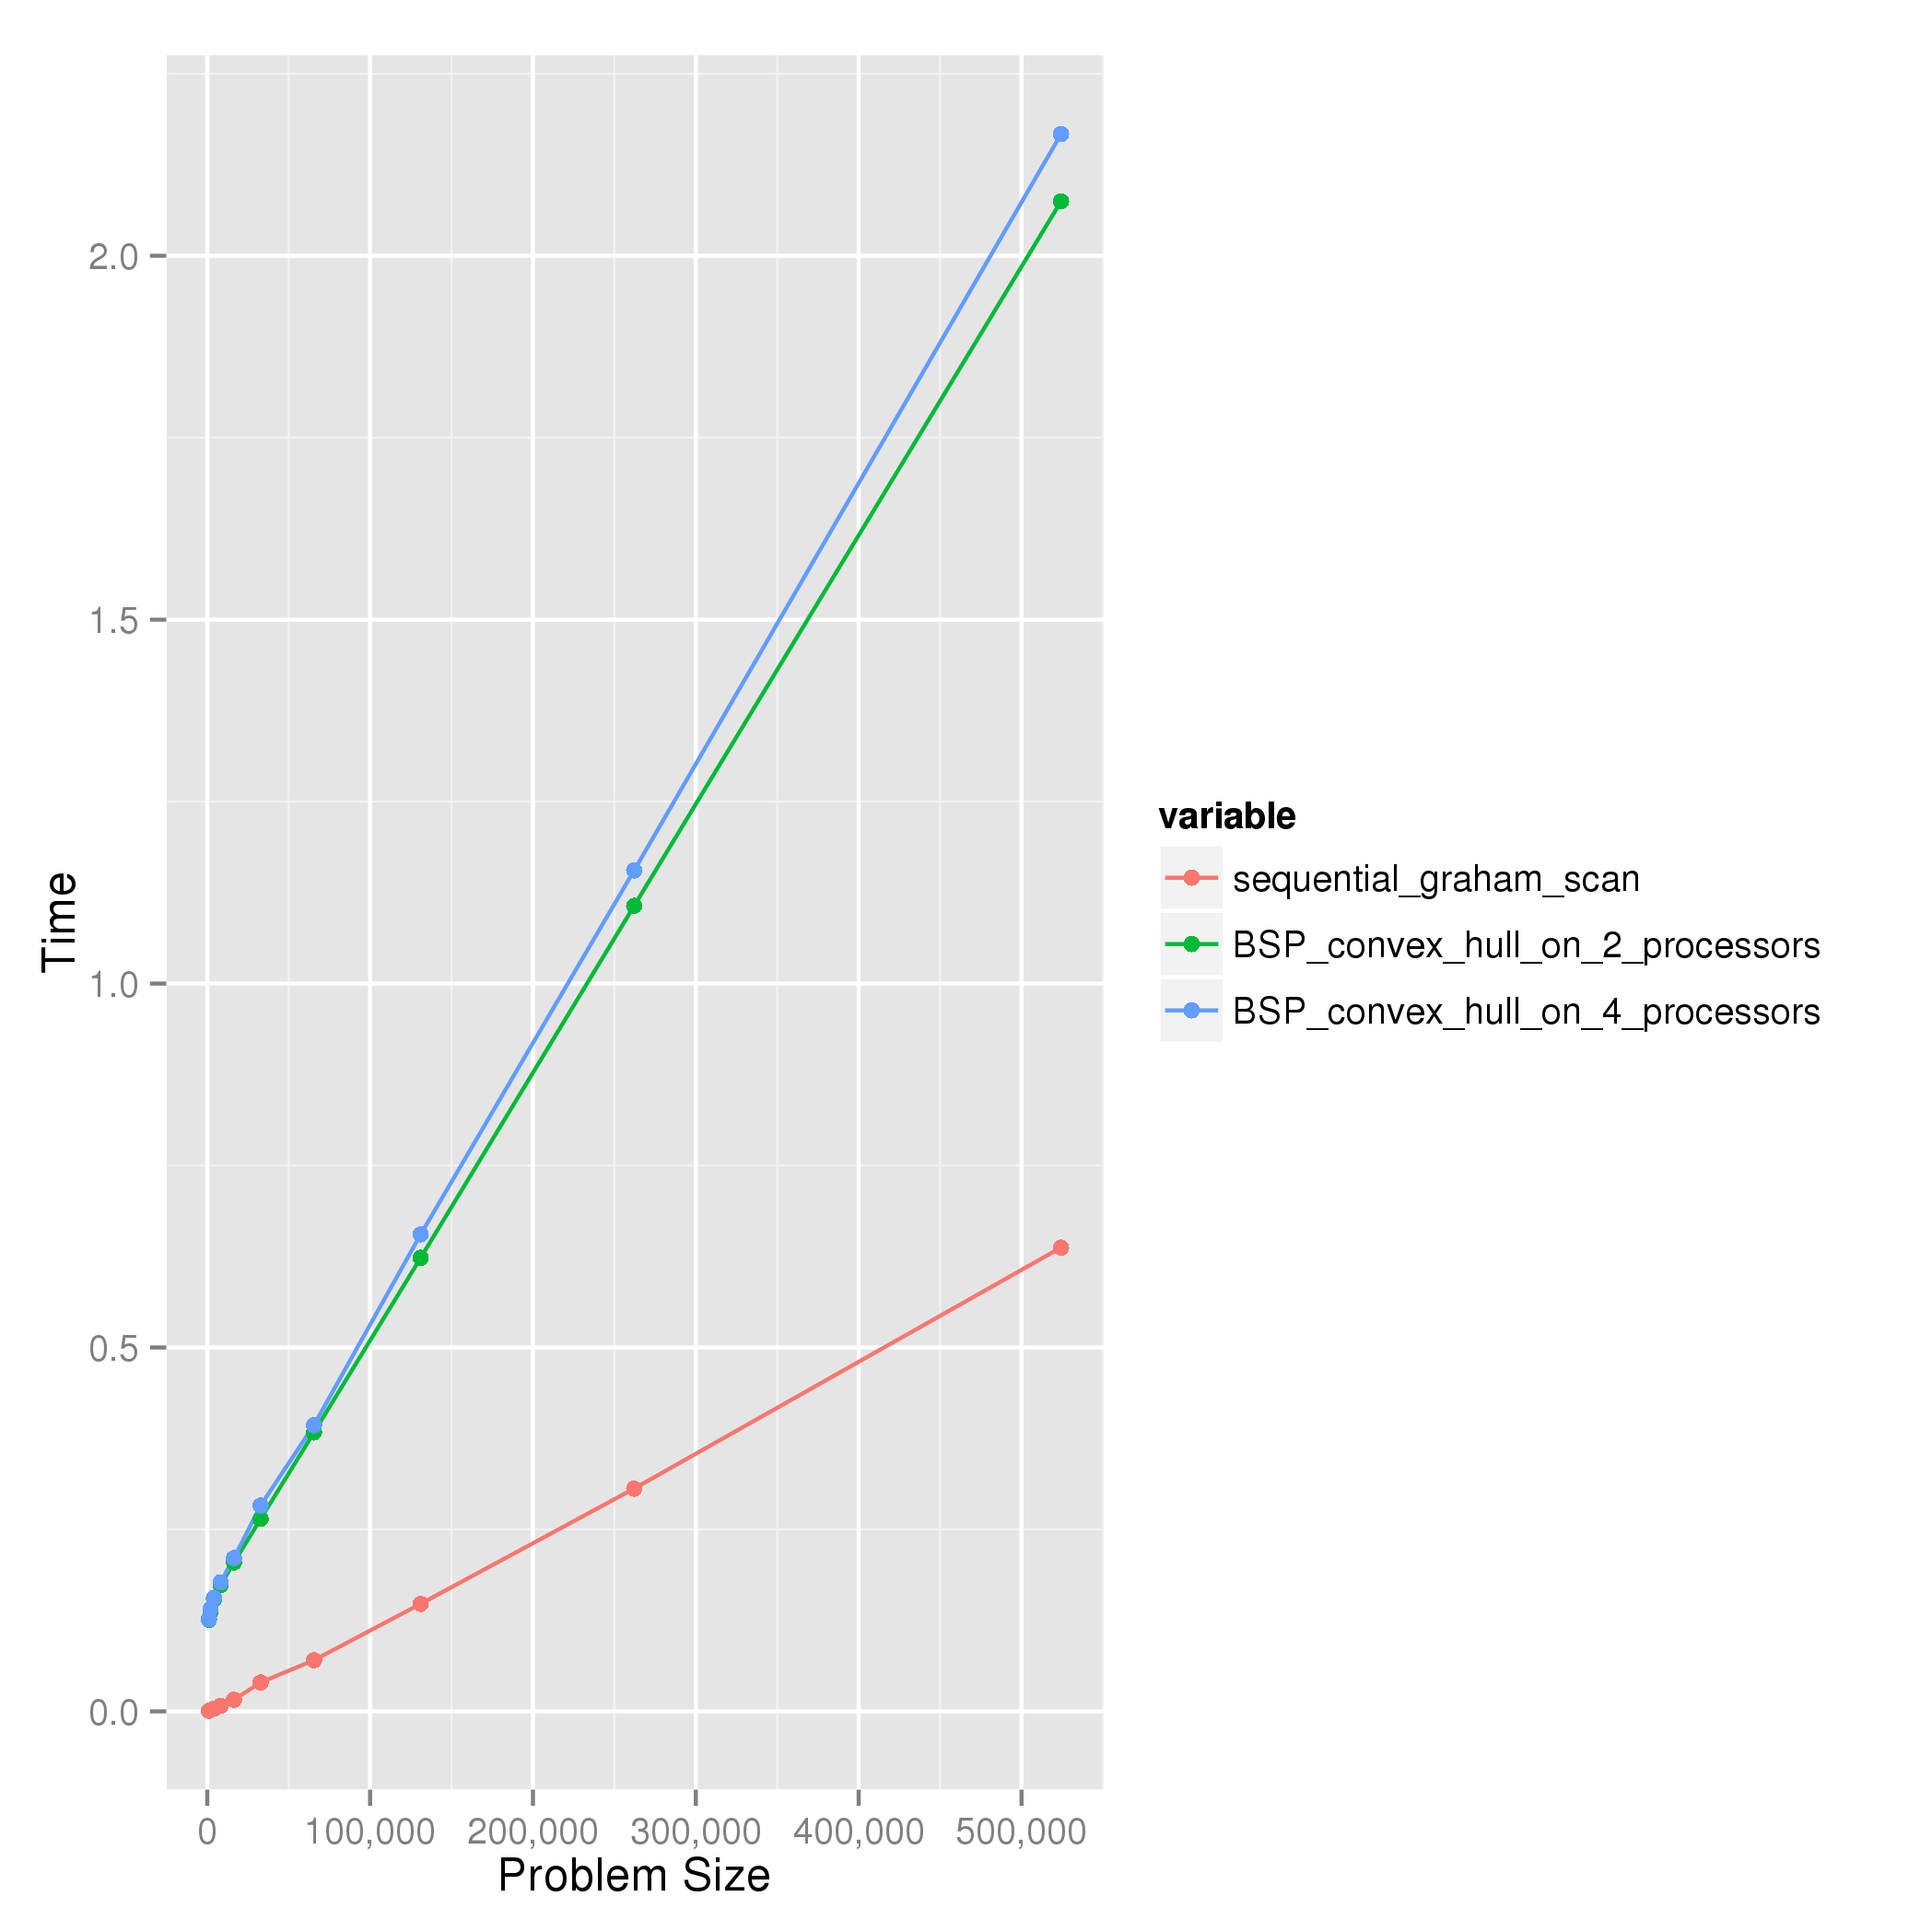 2.0
1.5
1.0
0.5
0.0
Time
0 100,000 200,000 300,000 400,000 500,000
Problem Size
variable
sequential_graham_scan
BSP_convex_hull_on_2_processors
BSP_convex_hull_on_4_processors